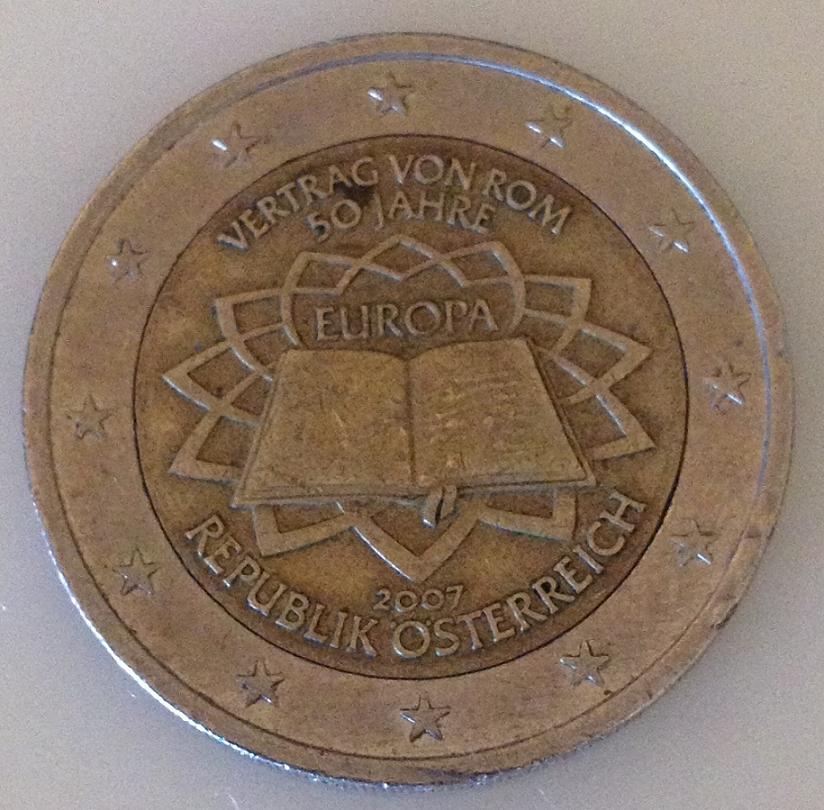 VERTRAG VON ROM
50 JAHRE
EUROPA
2007
REPUBLIK ÖSTERREICH